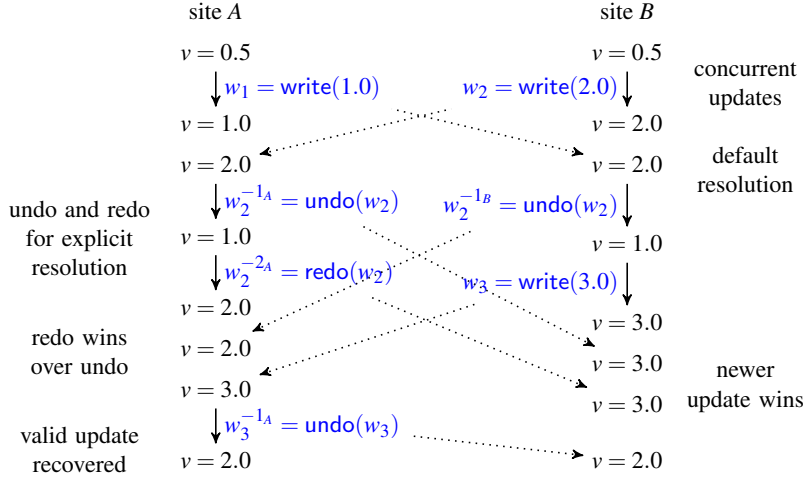 site A site B
v = 0.5 v = 0.5
w₁ = write(1.0) w₂ = write(2.0) concurrent
updates
v = 1.0 v = 2.0
v = 2.0 v = 2.0 default
resolution
w₂^{-1_A} = undo(w₂) w₂^{-1_B} = undo(w₂)
undo and redo
for explicit
resolution
v = 1.0 v = 1.0
w₂^{-2_A} = redo(w₂) w₃ = write(3.0)
v = 2.0 v = 3.0
redo wins
over undo
v = 2.0 v = 3.0
v = 3.0 v = 3.0
newer
update wins
w₃^{-1_A} = undo(w₃)
valid update
recovered
v = 2.0 v = 2.0